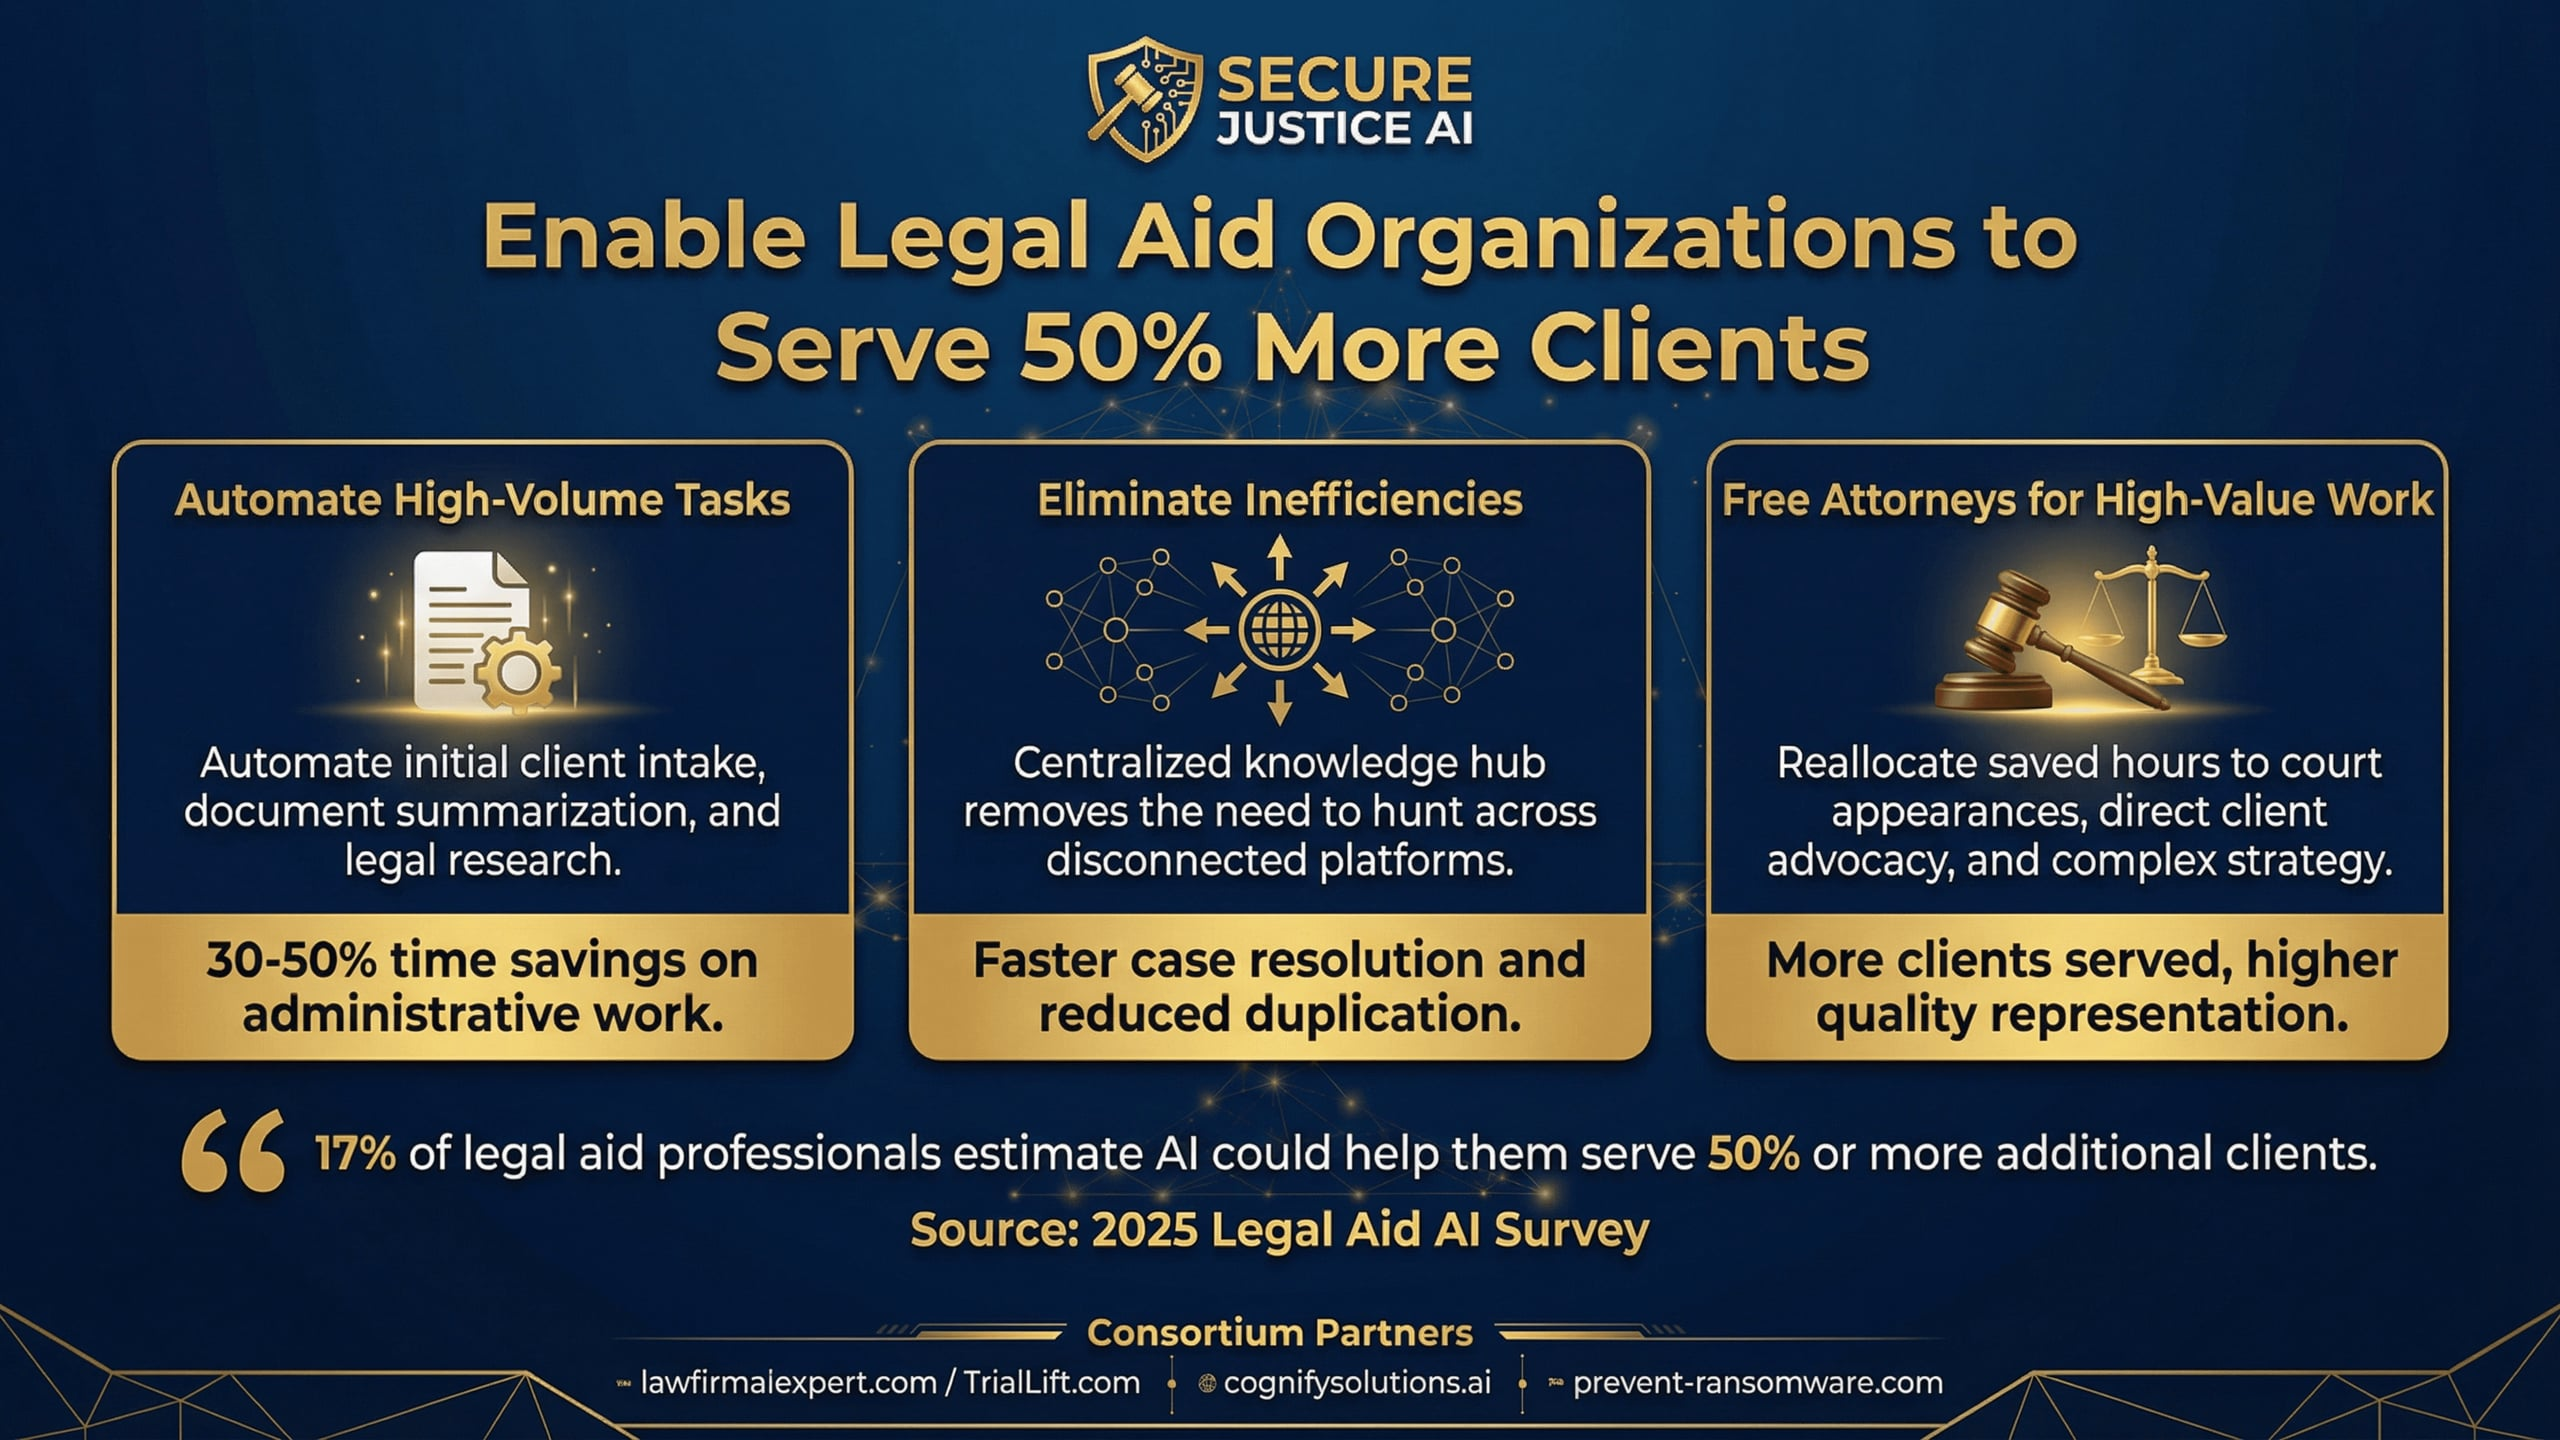 SECURE
JUSTICE AI
Enable Legal Aid Organizations to
Serve 50% More Clients
Automate High-Volume Tasks
Automate initial client intake,
document summarization, and
legal research.
30-50% time savings on
administrative work.
Eliminate Inefficiencies
Centralized knowledge hub
removes the need to hunt across
disconnected platforms.
Faster case resolution and
reduced duplication.
Free Attorneys for High-Value Work
Reallocate saved hours to court
appearances, direct client
advocacy, and complex strategy.
More clients served, higher
quality representation.
“ 17% of legal aid professionals estimate AI could help them serve 50% or more additional clients.
Source: 2025 Legal Aid AI Survey
Consortium Partners
lawfirmaiexpert.com / TrialLift.com
cognifysolutions.ai
prevent-ransomware.com